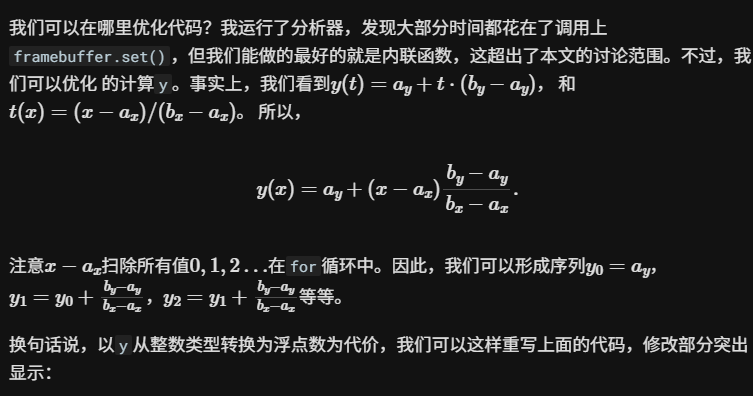 我们可以在哪里优化代码？我运行了分析器，发现大部分时间都花在了调用上
framebuffer.set()，但我们能做的最好的就是内联函数，这超出了本文的讨论范围。不过，我
们可以优化 的计算 y 。事实上，我们看到y(t) = a_y + t · (b_y − a_y)， 和
t(x) = (x − a_x)/(b_x − a_x)。 所以，
y(x) = a_y + (x − a_x) \frac{b_y − a_y}{b_x − a_x}.
注意x − a_x扫除所有值0, 1, 2 …在 for 循环中。因此，我们可以形成序列y_0 = a_y,
y_1 = y_0 + \frac{b_y−a_y}{b_x−a_x}，y_2 = y_1 + \frac{b_y−a_y}{b_x−a_x}等等。
换句话说，以 y 从整数类型转换为浮点数为代价，我们可以这样重写上面的代码，修改部分突出
显示：